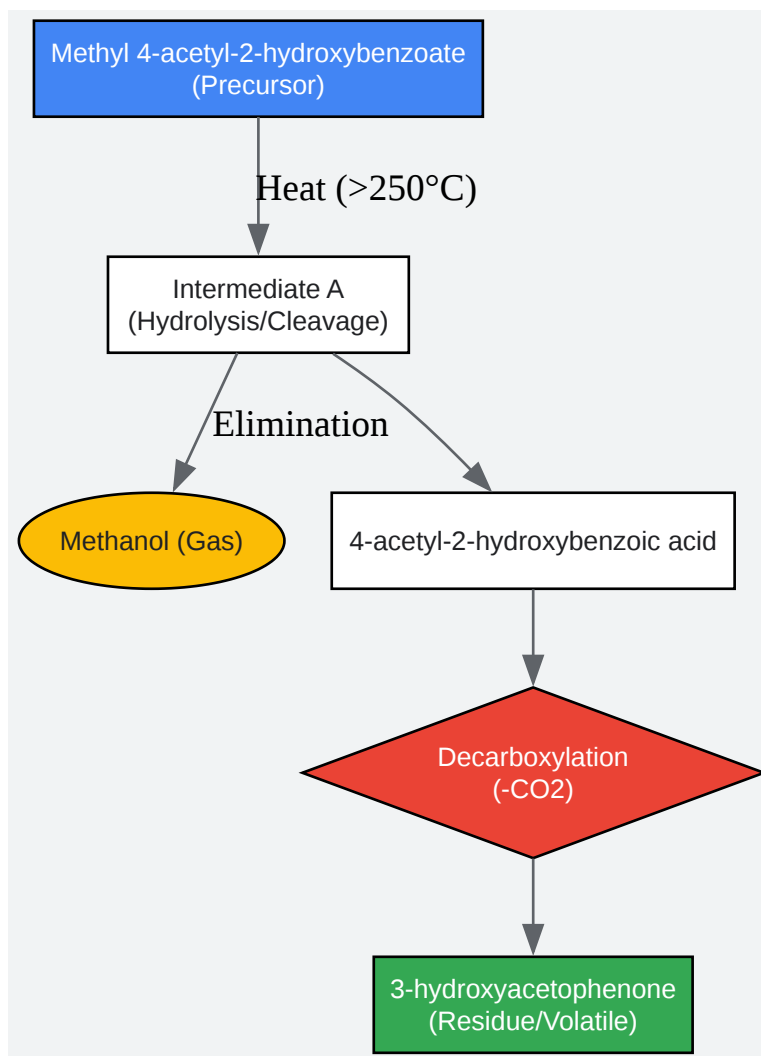 Methyl 4-acetyl-2-hydroxybenzoate
(Precursor)
Heat (>250°C)
Intermediate A
(Hydrolysis/Cleavage)
Elimination
Methanol (Gas)
4-acetyl-2-hydroxybenzoic acid
Decarboxylation
(-CO2)
3-hydroxyacetophenone
(Residue/Volatile)